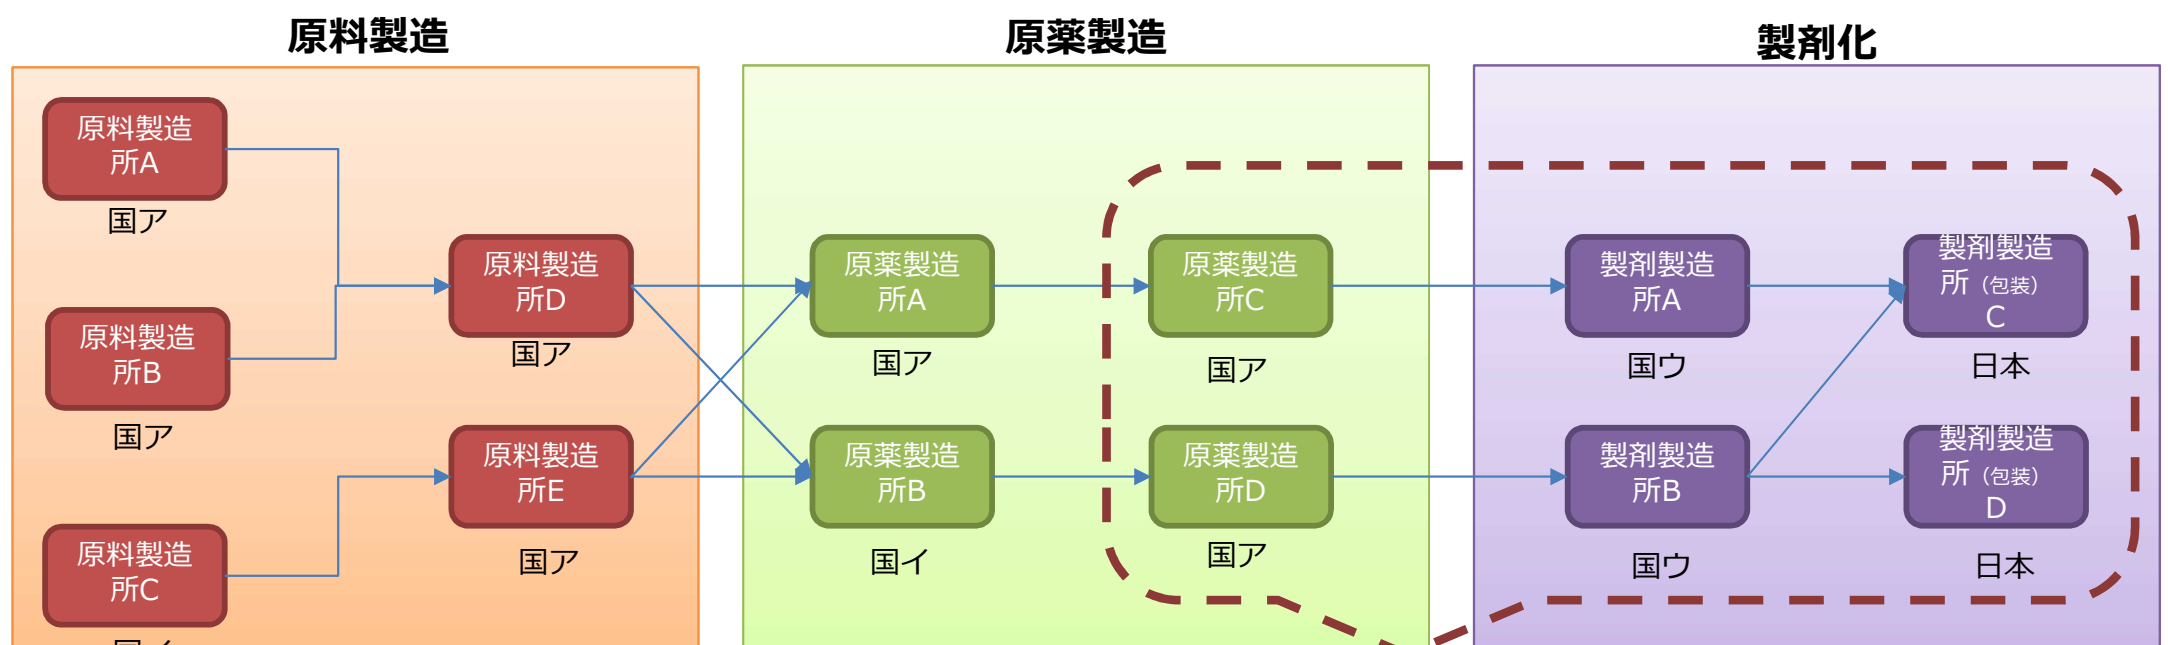 原料製造
原薬製造
製剤化
原料製造
所A
国ア
原料製造
所B
国ア
原料製造
所C
原料製造
所D
国ア
原料製造
所E
国ア
原薬製造
所A
国ア
原薬製造
所B
国イ
原薬製造
所C
国ア
原薬製造
所D
国ア
製剤製造
所A
国ウ
製剤製造
所B
国ウ
製剤製造
所（包装）
C
日本
製剤製造
所（包装）
D
日本